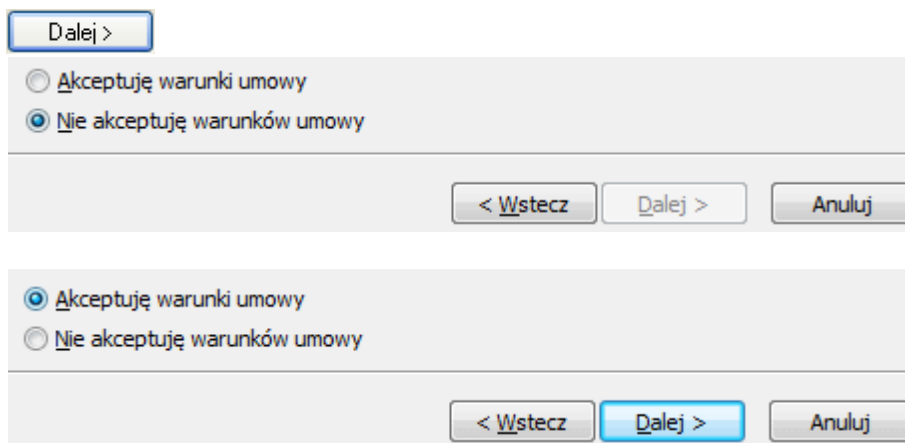 Dalej >
Akceptuję warunki umowy
Nie akceptuję warunków umowy
< Wstecz Dalej > Anuluj
Akceptuję warunki umowy
Nie akceptuję warunków umowy
< Wstecz Dalej > Anuluj